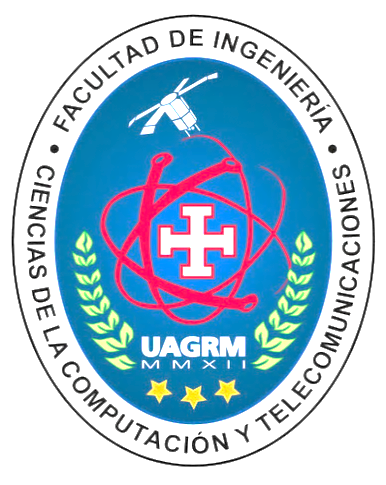 FACULTAD DE INGENIERÍA
CIENCIAS DE LA COMPUTACIÓN Y TELECOMUNICACIONES
UAGRM
MMXII